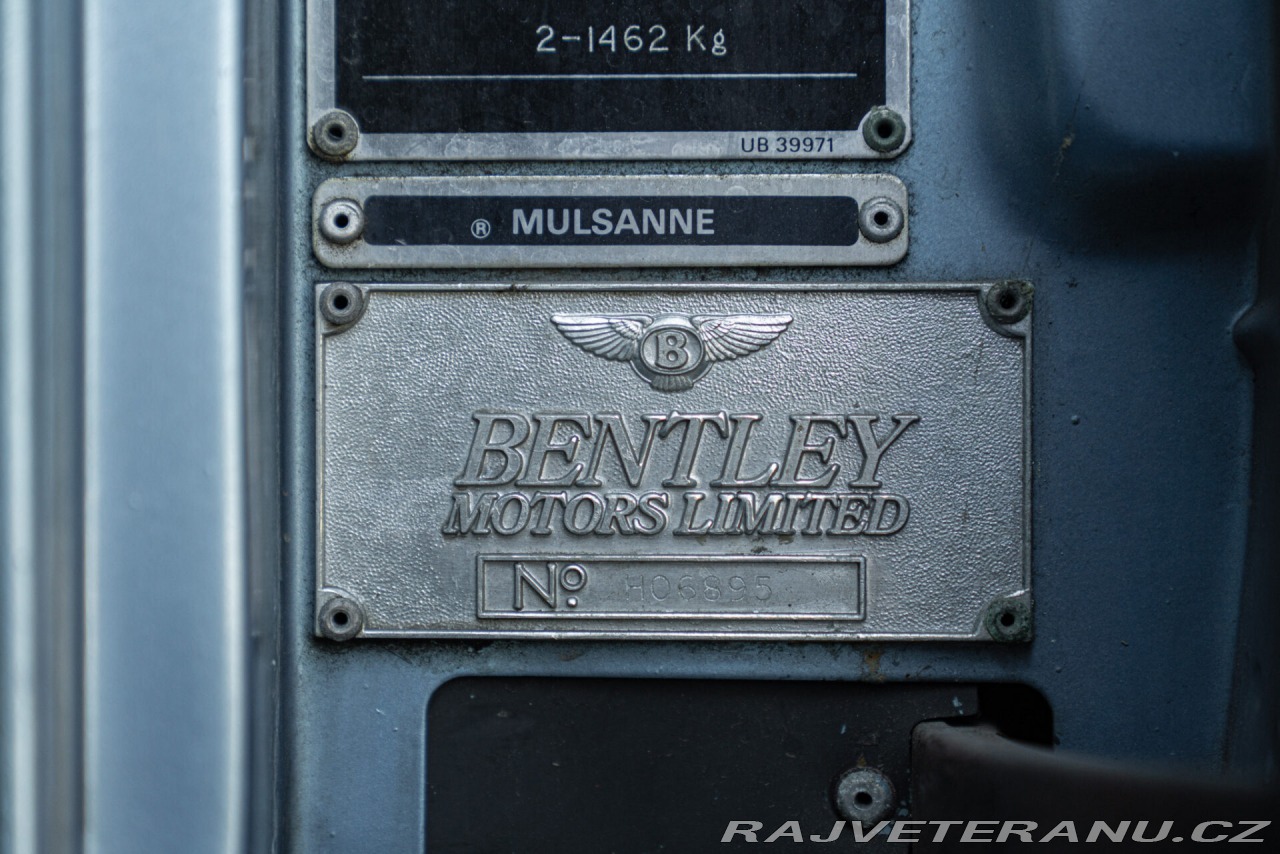 2-1462 Kg
UB 39971
® MULSANNE
B
BENTLEY
MOTORS LIMITED
Nº. H06895
RAJVETERANU.CZ